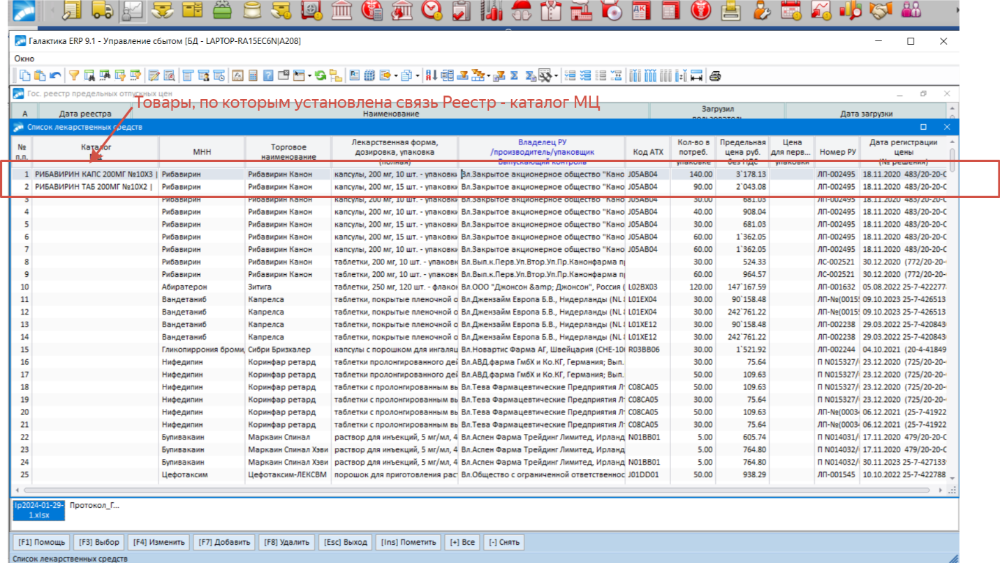 Галактика ERP 9.1 - Управление сбытом [БД - LAPTOP-RA15EC6N|A208]
Окно
Гос. реестр предельных отпускных цен
Товары, по которым установлена связь Реестр - каталог МЦ
А Дата реестра Наименование Загрузил Дата загрузки
Список лекарственных средств
№ п.п. Каталог МНН Торговое наименование Лекарственная форма, дозировка, упаковка (полная) Владелец РУ /производитель/упаковщик Выпускающий контроль Код АТХ Кол-во в потреб. упаковке Предельная цена руб. без НДС Цена для перв... упаковки Номер РУ Дата регистрации цены (№ решения)
1 РИБАВИРИН КАПС 200МГ №10X3 | Рибавирин Рибавирин Канон капсулы, 200 мг, 10 шт. - упаковки Вл.Закрытое акционерное общество "Кано J05AB04 140.00 3`178.13 ЛП-002495 18.11.2020 483/20-20-С
2 РИБАВИРИН ТАБ 200МГ №10X2 | Рибавирин Рибавирин Канон капсулы, 200 мг, 15 шт. - упаковки Вл.Закрытое акционерное общество "Кано J05AB04 90.00 2`043.08 ЛП-002495 18.11.2020 483/20-20-С
3 Рибавирин Рибавирин Канон капсулы, 200 мг, 10 шт. - упаковки Вл.Закрытое акционерное общество "Кано J05AB04 30.00 681.03 ЛП-002495 18.11.2020 483/20-20-С
4 Рибавирин Рибавирин Канон капсулы, 200 мг, 10 шт. - упаковки Вл.Закрытое акционерное общество "Кано J05AB04 40.00 908.04 ЛП-002495 18.11.2020 483/20-20-С
5 Рибавирин Рибавирин Канон капсулы, 200 мг, 15 шт. - упаковки Вл.Закрытое акционерное общество "Кано J05AB04 30.00 681.03 ЛП-002495 18.11.2020 483/20-20-С
6 Рибавирин Рибавирин Канон капсулы, 200 мг, 15 шт. - упаковки Вл.Закрытое акционерное общество "Кано J05AB04 60.00 1`362.05 ЛП-002495 18.11.2020 483/20-20-С
7 Рибавирин Рибавирин Канон капсулы, 200 мг, 10 шт. - упаковки Вл.Закрытое акционерное общество "Кано J05AB04 60.00 1`362.05 ЛП-002495 18.11.2020 483/20-20-С
8 Рибавирин Рибавирин Канон таблетки, 200 мг, 10 шт. - упаковк Вл.Вып.к.Перв.Уп.Втор.Уп.Пр.Канонфарма п 30.00 524.33 ЛС-002521 30.12.2020 (772/20-20-
9 Рибавирин Рибавирин Канон таблетки, 200 мг, 10 шт. - упаковк Вл.Вып.к.Перв.Уп.Втор.Уп.Пр.Канонфарма п 60.00 964.57 ЛС-002521 30.12.2020 (772/20-20-
10 Абиратерон Зитига таблетки, 250 мг, 120 шт. - флакон Вл.ООО "Джонсон &amp; Джонсон", Россия ( L02BX03 120.00 147`167.59 ЛП-001632 05.08.2022 25-7-422277
11 Вандетаниб Капрелса таблетки, покрытые пленочной о Вл.Джензайм Европа Б.В., Нидерланды (NL L01EX04 30.00 90`158.48 ЛП-№(0015 09.10.2023 25-7-426513
12 Вандетаниб Капрелса таблетки, покрытые пленочной о Вл.Джензайм Европа Б.В., Нидерланды (NL L01EX04 30.00 242`761.22 ЛП-№(0015 09.10.2023 25-7-426513
13 Вандетаниб Капрелса таблетки, покрытые пленочной о Вл.Джензайм Европа Б.В., Нидерланды (NL L01XE12 30.00 90`158.48 ЛП-002238 29.03.2022 25-7-420843
14 Вандетаниб Капрелса таблетки, покрытые пленочной о Вл.Джензайм Европа Б.В., Нидерланды (NL L01XE12 30.00 242`761.22 ЛП-002238 29.03.2022 25-7-420843
15 Гликопиррония броми, Сибри Бризхалер капсулы с порошком для ингаляц Вл.Новартис Фарма АГ, Швейцария (CHE-10 R03BB06 30.00 1`521.92 ЛП-002244 04.10.2021 (20-4-41849
16 Нифедипин Коринфар ретард таблетки пролонгированного дей Вл.АВД.фарма ГмбХ и Ко.КГ, Германия; Вып. 30.00 75.64 П N015327/ 23.12.2020 (725/20-20-
17 Нифедипин Коринфар ретард таблетки пролонгированного дей Вл.АВД.фарма ГмбХ и Ко.КГ, Германия; Вып. 50.00 109.63 П N015327/ 23.12.2020 (725/20-20-
18 Нифедипин Коринфар ретард таблетки с пролонгированным вы Вл.Тева Фармацевтические Предприятия Л C08CA05 50.00 109.63 П N015327/ 23.12.2020 (725/20-20-
19 Нифедипин Коринфар ретард таблетки с пролонгированным вы Вл.Тева Фармацевтические Предприятия Л C08CA05 30.00 75.64 П N015327/ 23.12.2020 (725/20-20-
20 Нифедипин Коринфар ретард таблетки с пролонгированным вы Вл.Тева Фармацевтические Предприятия Л C08CA05 50.00 109.63 ЛП-№(0003 06.12.2021 (25-7-41922
21 Нифедипин Коринфар ретард таблетки с пролонгированным вы Вл.Тева Фармацевтические Предприятия Л C08CA05 30.00 75.64 ЛП-№(0003 06.12.2021 (25-7-41922
22 Бупивакаин Маркаин Спинал раствор для инъекций, 5 мг/мл, 4 Вл.Аспен Фарма Трейдинг Лимитед, Ирланд N01BB01 5.00 605.74 П N014031/ 17.11.2020 479/20-20-С
23 Бупивакаин Маркаин Спинал Хэви раствор для инъекций, 5 мг/мл, 4 Вл.Аспен Фарма Трейдинг Лимитед, Ирланд 5.00 764.80 П N014032/ 17.11.2020 479/20-20-С
24 Бупивакаин Маркаин Спинал Хэви раствор для инъекций, 5 мг/мл, 4 Вл.Аспен Фарма Трейдинг Лимитед, Ирланд N01BB01 5.00 764.80 П N014032/ 30.11.2023 25-7-427133
25 Цефотаксим Цефотаксим-ЛЕКСВМ порошок для приготовления рас Вл.Общество с ограниченной ответственнос J01DD01 50.00 938.29 ЛП-001545 10.10.2022 25-7-422788
lp2024-01-29-1.xlsx Протокол_Г...
[F1] Помощь [F3] Выбор [F4] Изменить [F7] Добавить [F8] Удалить [Esc] Выход [Ins] Пометить [+] Все [-] Снять
Список лекарственных средств